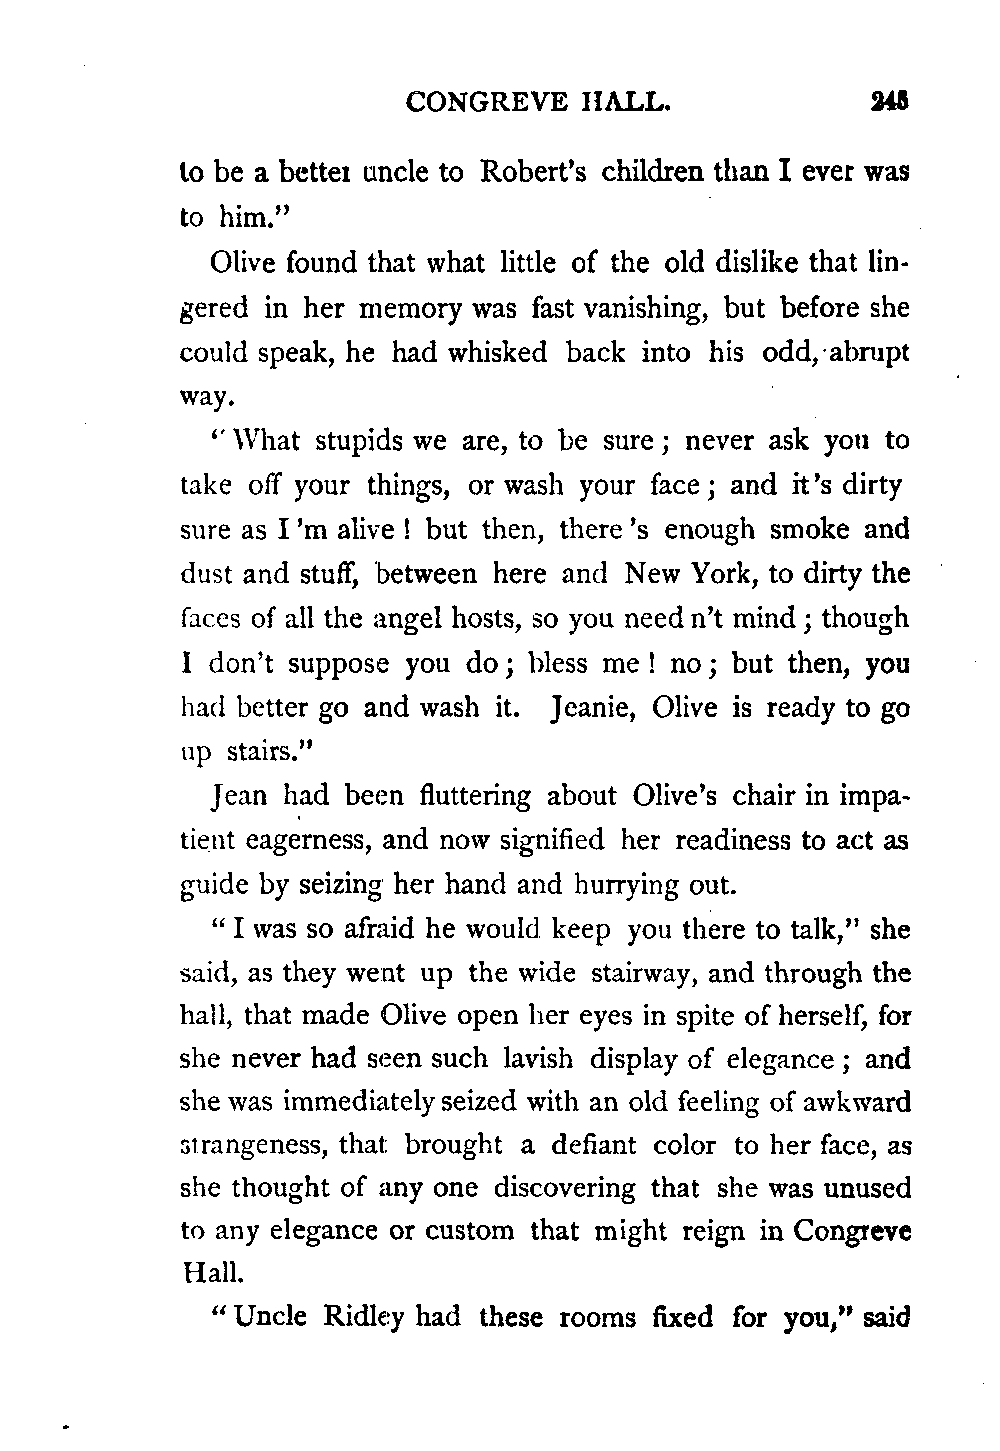 CONGREVE HALL. 245
to be a better uncle to Robert's children than I ever was
to him."
Olive found that what little of the old dislike that lin-
gered in her memory was fast vanishing, but before she
could speak, he had whisked back into his odd, abrupt
way.
"What stupids we are, to be sure; never ask you to
take off your things, or wash your face; and it's dirty
sure as I'm alive! but then, there's enough smoke and
dust and stuff, between here and New York, to dirty the
faces of all the angel hosts, so you need n't mind; though
I don't suppose you do; bless me! no; but then, you
had better go and wash it. Jeanie, Olive is ready to go
up stairs."
Jean had been fluttering about Olive's chair in impa-
tient eagerness, and now signified her readiness to act as
guide by seizing her hand and hurrying out.
"I was so afraid he would keep you there to talk," she
said, as they went up the wide stairway, and through the
hall, that made Olive open her eyes in spite of herself, for
she never had seen such lavish display of elegance; and
she was immediately seized with an old feeling of awkward
strangeness, that brought a defiant color to her face, as
she thought of any one discovering that she was unused
to any elegance or custom that might reign in Congreve
Hall.
"Uncle Ridley had these rooms fixed for you," said